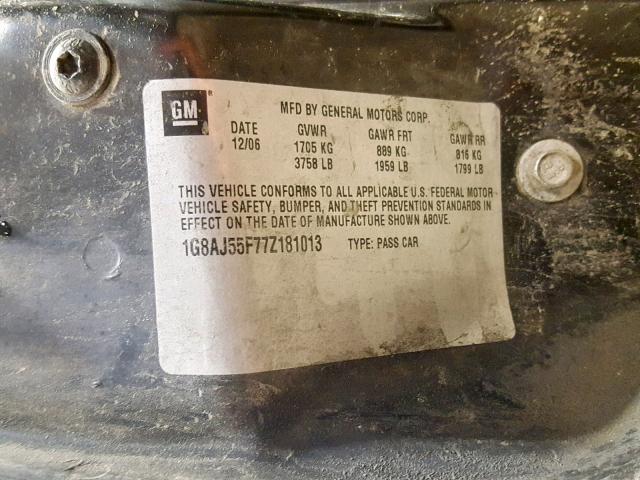 GM ®
MFD BY GENERAL MOTORS CORP.
DATE GVWR GAWR FRT GAWR RR
12/06 1705 KG 889 KG 816 KG
3758 LB 1959 LB 1799 LB
THIS VEHICLE CONFORMS TO ALL APPLICABLE U.S. FEDERAL MOTOR
VEHICLE SAFETY, BUMPER, AND THEFT PREVENTION STANDARDS
IN EFFECT ON THE DATE OF MANUFACTURE SHOWN ABOVE.
1G8AJ55F77Z181013 TYPE: PASS CAR